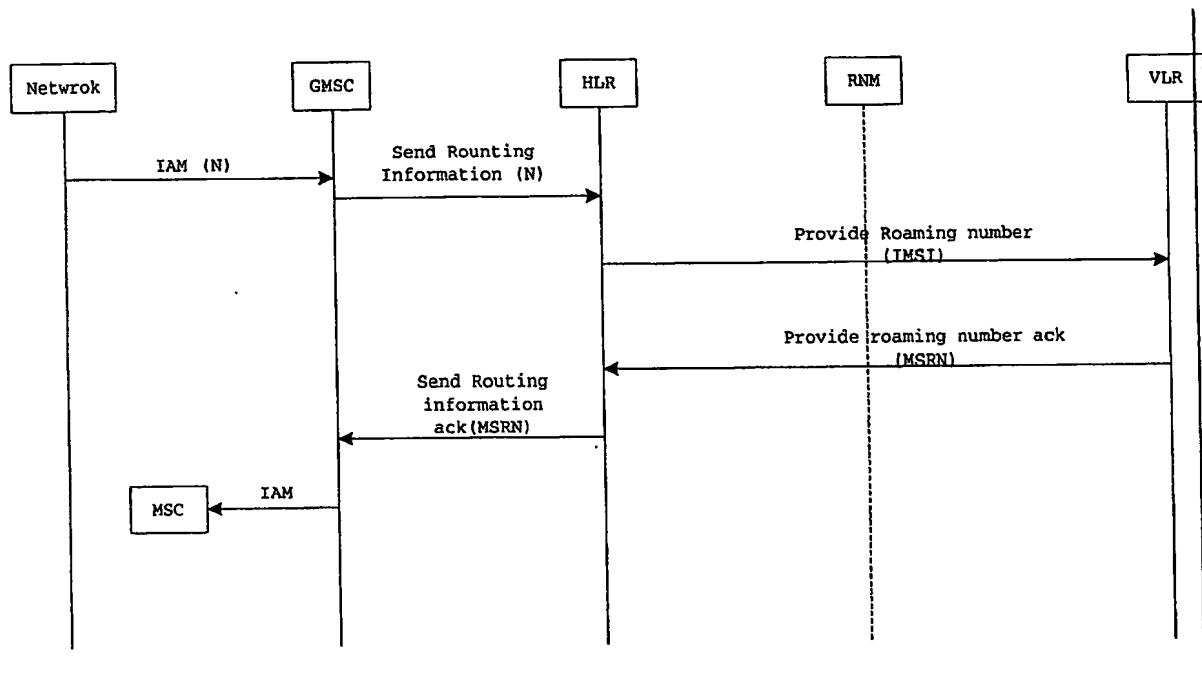 Netwrok
GMSC
HLR
RNM
VLR
IAM (N)
Send Rounting
Information (N)
Provide Roaming number
(IMSI)
Provide roaming number ack
(MSRN)
Send Routing
information
ack(MSRN)
MSC
IAM